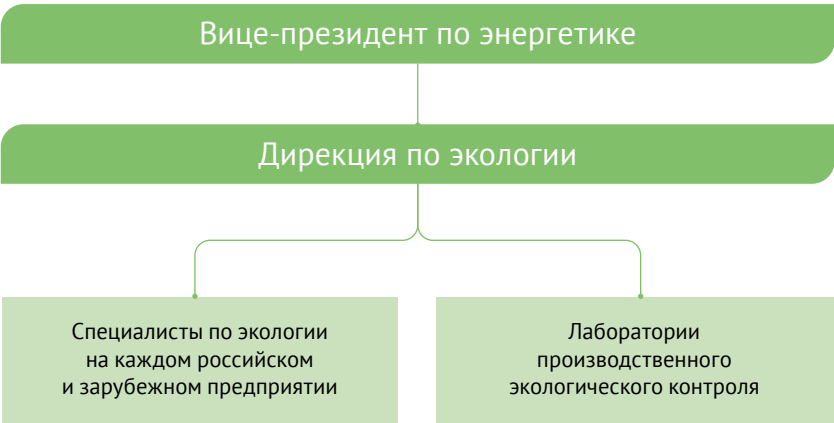 Вице-президент по энергетике
Дирекция по экологии
Специалисты по экологии
на каждом российском
и зарубежном предприятии
Лаборатории
производственного
экологического контроля